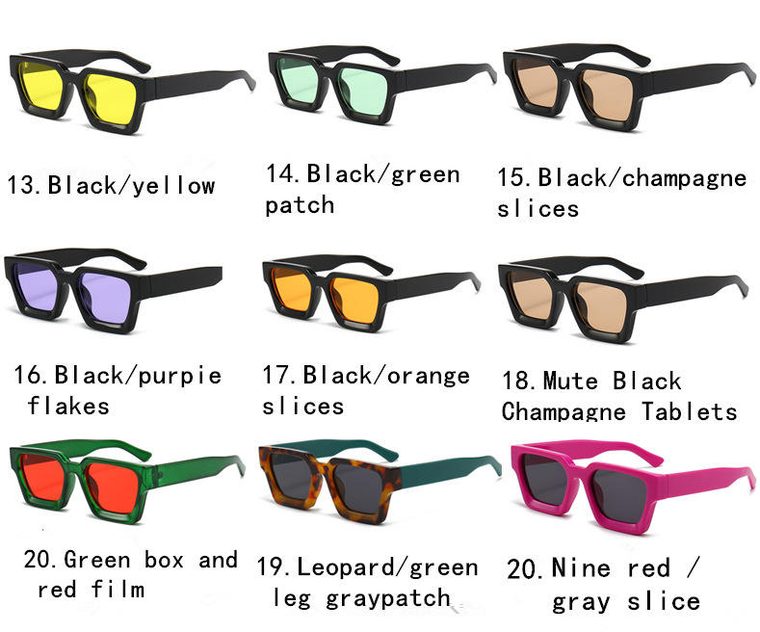 13.Black/yellow
14.Black/green
patch
15.Black/champagne
slices
16.Black/purpie
flakes
17.Black/orange
slices
18.Mute Black
Champagne Tablets
20.Green box and
red film
19.Leopard/green
leg graypatch
20.Nine red /
gray slice